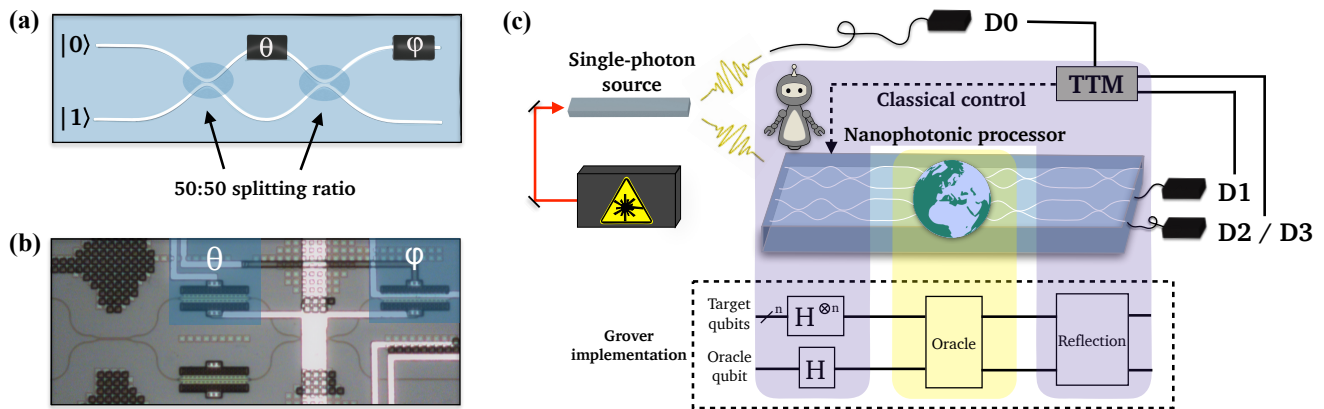 (a)
|0⟩
θ
φ
|1⟩
50:50 splitting ratio
(b)
θ
φ
(c)
D0
Single-photon
source
TTM
Classical control
Nanophotonic processor
D1
D2 / D3
Grover
implementation
Target
qubits
n
H⊗n
Oracle
qubit
H
Oracle
Reflection